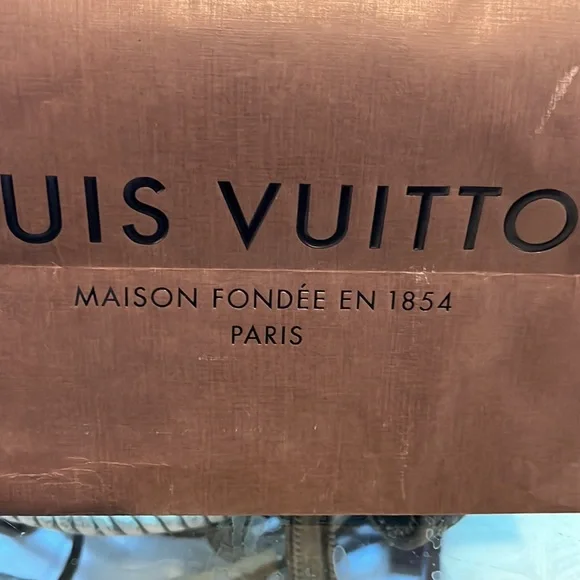 UIS VUITTO
MAISON FONDÉE EN 1854
PARIS